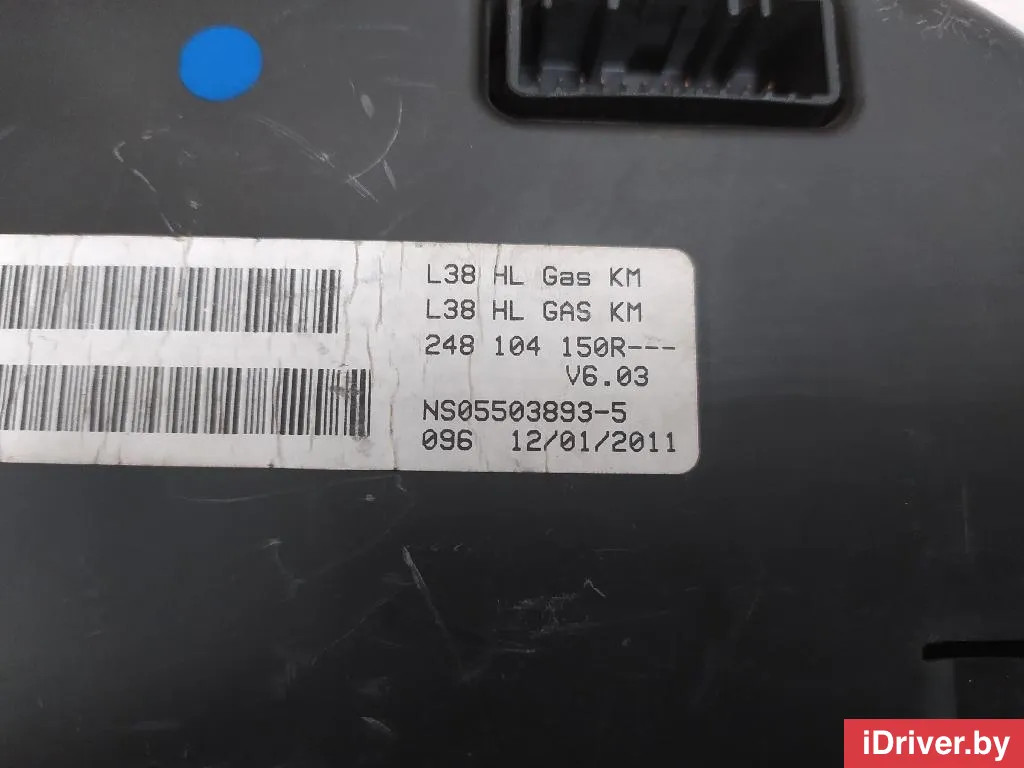 L38 HL Gas KM
L38 HL GAS KM
248 104 150R---
V6.03
NS05503893-5
096 12/01/2011
iDriver.by